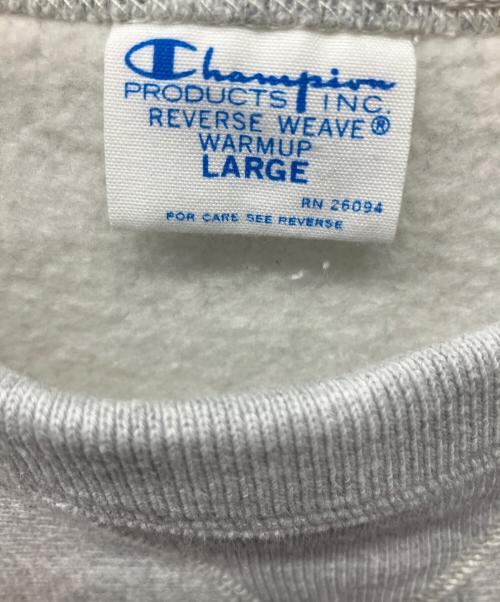 Champion
PRODUCTS INC.
REVERSE WEAVE®
WARMUP
LARGE
RN 26094
FOR CARE SEE REVERSE